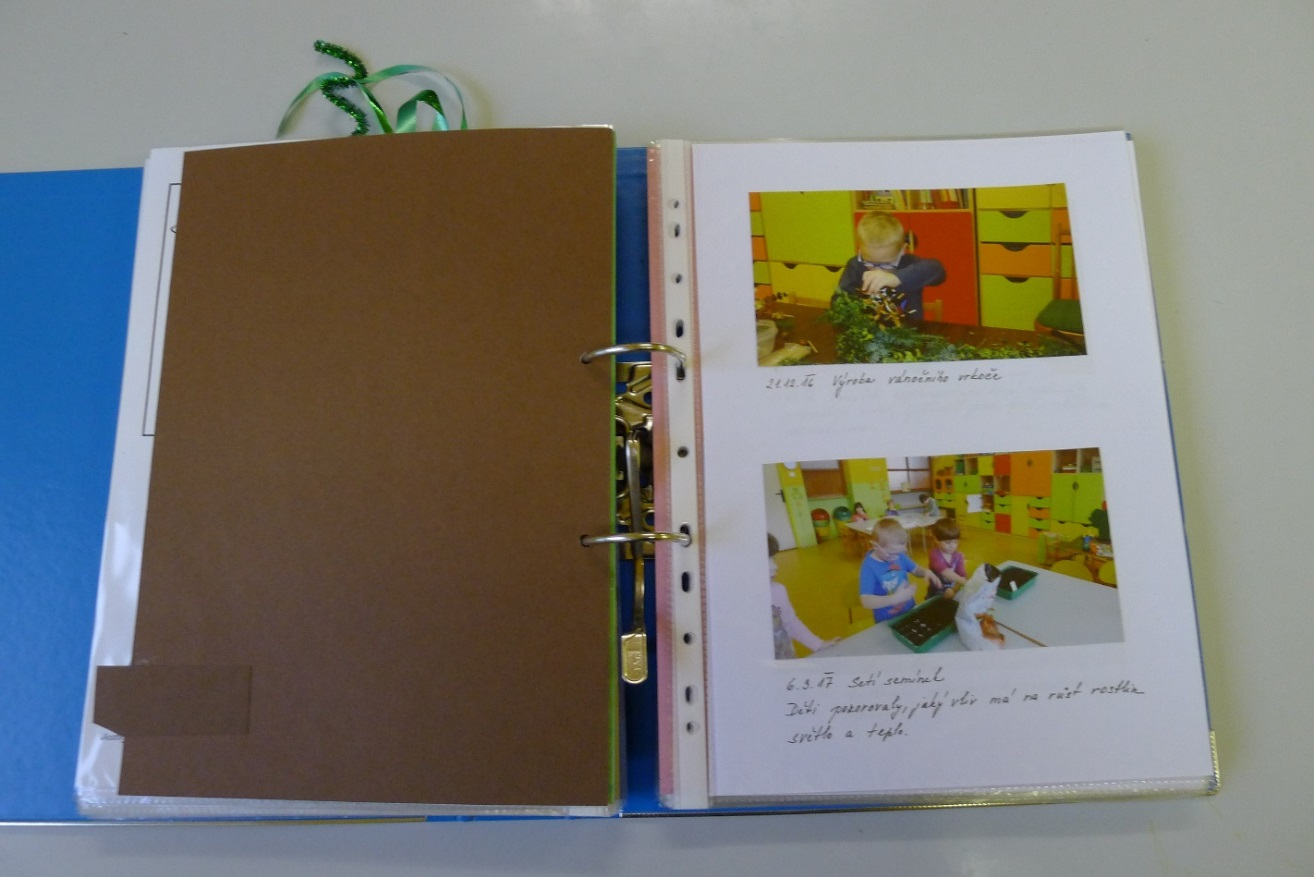 21.12.16 Výroba vánočního vrkoče
6.3.17 Setí semínek
Děti pozorovaly, jaký vliv má na růst rostlin
světlo a teplo.